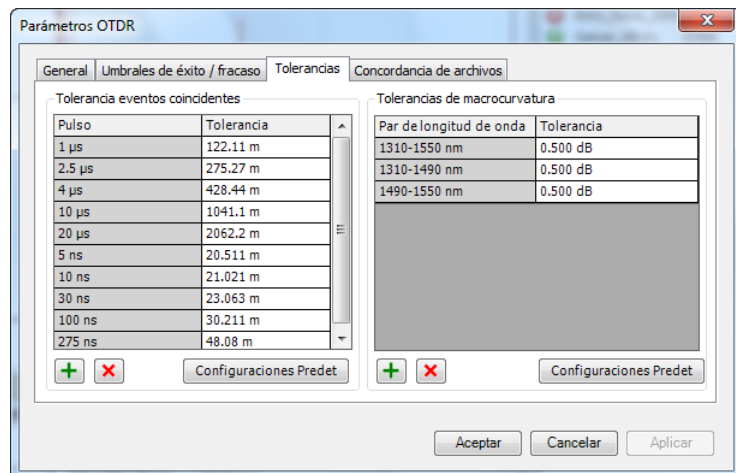 Parámetros OTDR
General Umbrales de éxito / fracaso Tolerancias Concordancia de archivos
Tolerancia eventos coincidentes
Pulso Tolerancia
1 µs 122.11 m
2.5 µs 275.27 m
4 µs 428.44 m
10 µs 1041.1 m
20 µs 2062.2 m
5 ns 20.511 m
10 ns 21.021 m
30 ns 23.063 m
100 ns 30.211 m
275 ns 48.08 m
Configuraciones Predet
Tolerancias de macrocurvatura
Par de longitud de onda Tolerancia
1310-1550 nm 0.500 dB
1310-1490 nm 0.500 dB
1490-1550 nm 0.500 dB
Configuraciones Predet
Aceptar Cancelar Aplicar